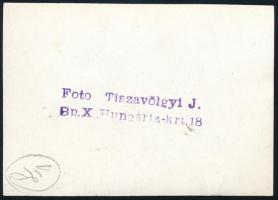 Foto Tiszavölgyi J.
Bp.X Hungária-krt.18